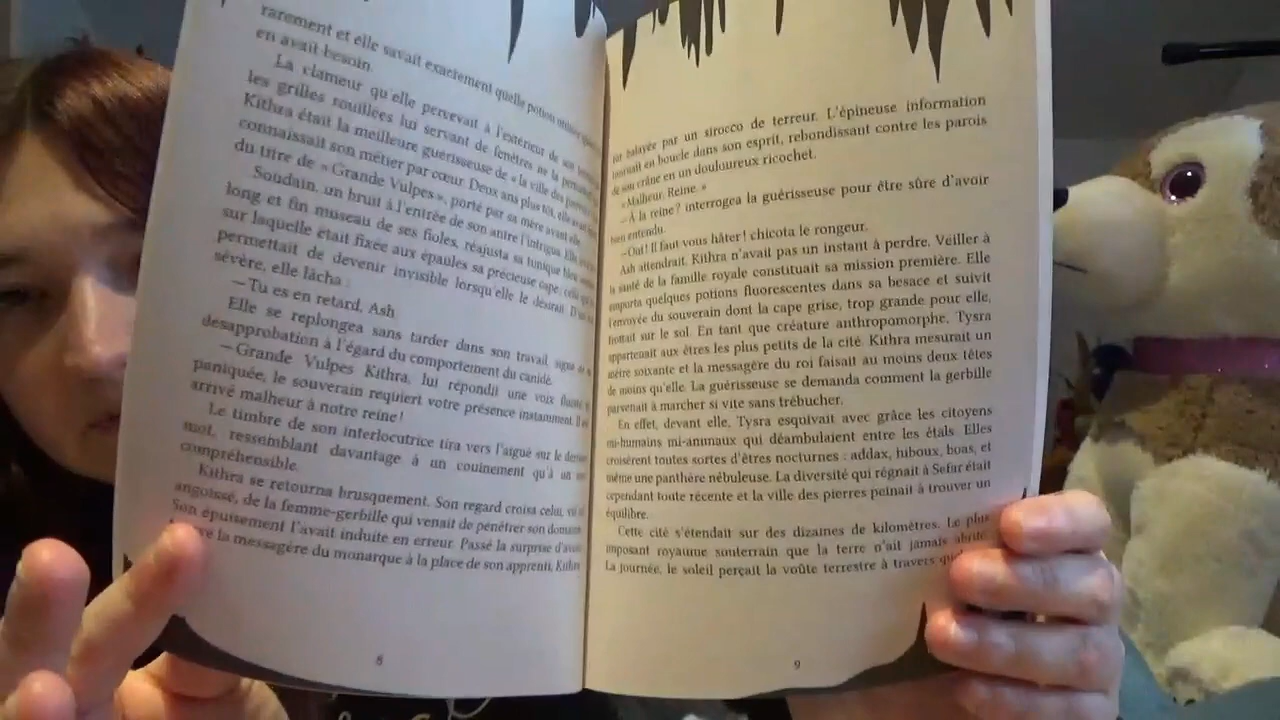 rarement et elle savait exactement quelle potion utiliser
en avait besoin.
La clameur qu'elle percevait à l'extérieur de son
les grilles rouillées lui servant de fenêtres ne la
Kithra était la meilleure guérisseuse de « la ville des
connaissait son métier par cœur. Deux ans plus tôt, elle avait
du titre de « Grande Vulpes », porté par sa mère avant elle.
Soudain, un bruit à l'entrée de son antre l'intrigua. Elle
long et fin museau de ses fioles, réajusta sa tunique
sur laquelle était fixée aux épaules sa précieuse cape, celle qui
permettait de devenir invisible lorsqu'elle le désirait. D'un
sévère, elle lâcha :
— Tu es en retard, Ash.
Elle se replongea sans tarder dans son travail, signe de
désapprobation à l'égard du comportement du canidé.
— Grande Vulpes Kithra, lui répondit une voix
paniquée, le souverain requiert votre présence instamment. Il est
arrivé malheur à notre reine !
Le timbre de son interlocutrice tira vers l'aigu sur le dernier
mot, ressemblant davantage à un couinement qu'à un
compréhensible.
Kithra se retourna brusquement. Son regard croisa celui,
angoissé, de la femme-gerbille qui venait de pénétrer son
Son épuisement l'avait induite en erreur. Passé la surprise
la messagère du monarque à la place de son apprenti, Kithra
8
fut balayée par un sirocco de terreur. L'épineuse information
tournait en boucle dans son esprit, rebondissant contre les parois
de son crâne en un douloureux ricochet.
« Malheur. Reine. »
— À la reine ? interrogea la guérisseuse pour être sûre d'avoir
bien entendu.
— Oui ! Il faut vous hâter ! chicota le rongeur.
Ash attendrait. Kithra n'avait pas un instant à perdre. Veiller à
la santé de la famille royale constituait sa mission première. Elle
emporta quelques potions fluorescentes dans sa besace et suivit
l'envoyée du souverain dont la cape grise, trop grande pour elle,
frottait sur le sol. En tant que créature anthropomorphe, Tysra
appartenait aux êtres les plus petits de la cité. Kithra mesurait un
mètre soixante et la messagère du roi faisait au moins deux têtes
de moins qu'elle. La guérisseuse se demanda comment la gerbille
parvenait à marcher si vite sans trébucher.
En effet, devant elle, Tysra esquivait avec grâce les citoyens
mi-humains mi-animaux qui déambulaient entre les étals. Elles
croisèrent toutes sortes d'êtres nocturnes : addax, hiboux, boas, et
même une panthère nébuleuse. La diversité qui régnait à Sefar était
cependant toute récente et la ville des pierres peinait à trouver un
équilibre.
Cette cité s'étendait sur des dizaines de kilomètres. Le plus
imposant royaume souterrain que la terre n'ait jamais abrité.
La journée, le soleil perçait la voûte terrestre à travers
9